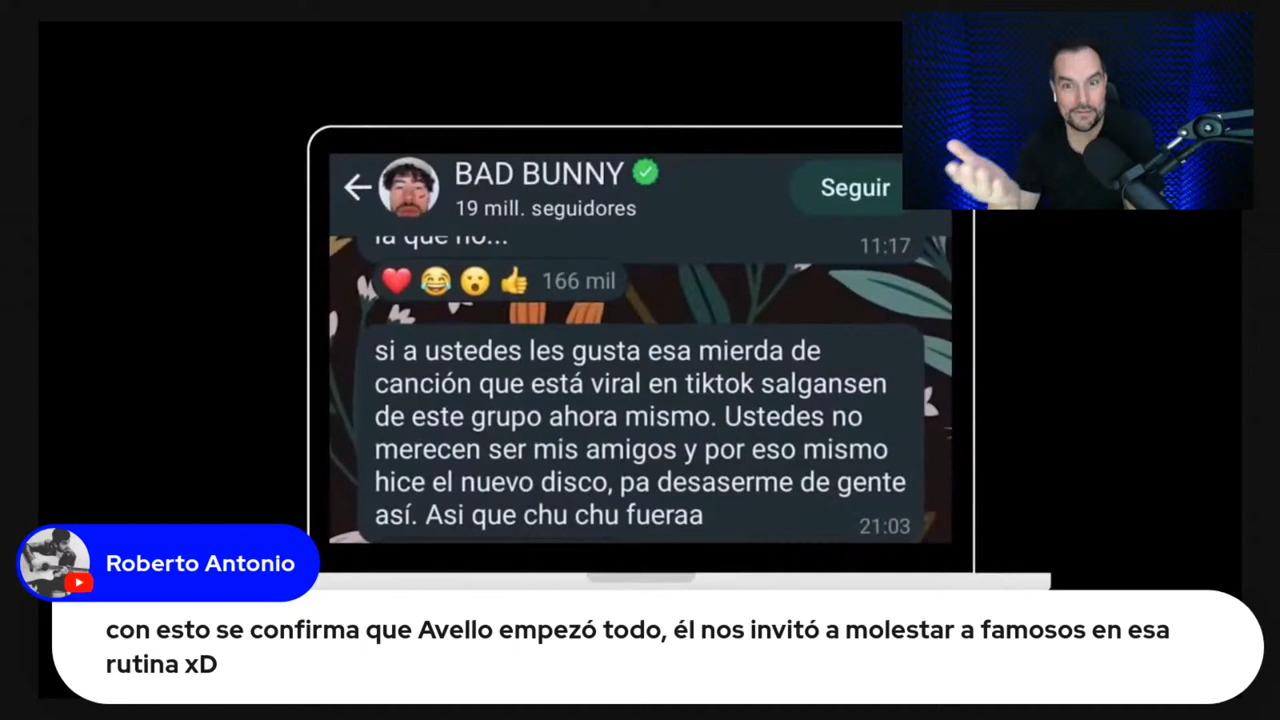 BAD BUNNY
19 mill. seguidores
Seguir
la que no...
11:17
166 mil
si a ustedes les gusta esa mierda de
canción que está viral en tiktok salgansen
de este grupo ahora mismo. Ustedes no
merecen ser mis amigos y por eso mismo
hice el nuevo disco, pa desaserme de gente
así. Asi que chu chu fueraa
21:03
Roberto Antonio
con esto se confirma que Avello empezó todo, él nos invitó a molestar a famosos en esa
rutina xD